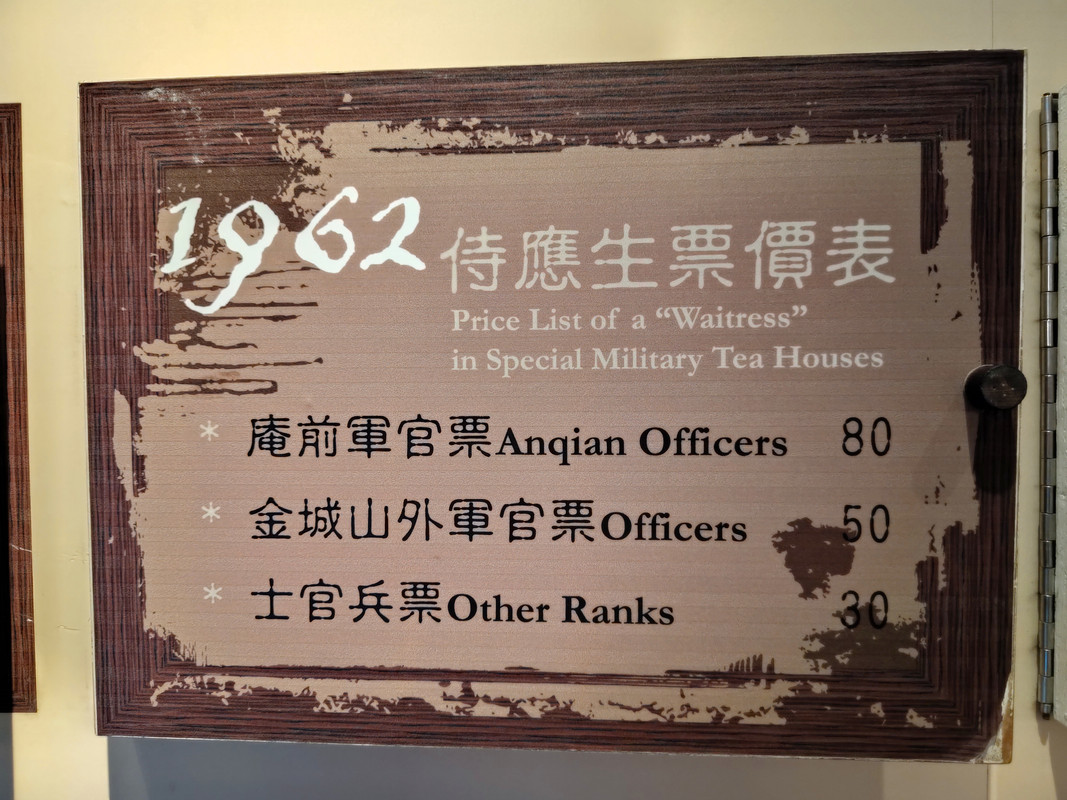 1962 侍應生票價表
Price List of a “Waitress”
in Special Military Tea Houses
* 庵前軍官票Anqian Officers 80
* 金城山外軍官票Officers 50
* 士官兵票Other Ranks 30